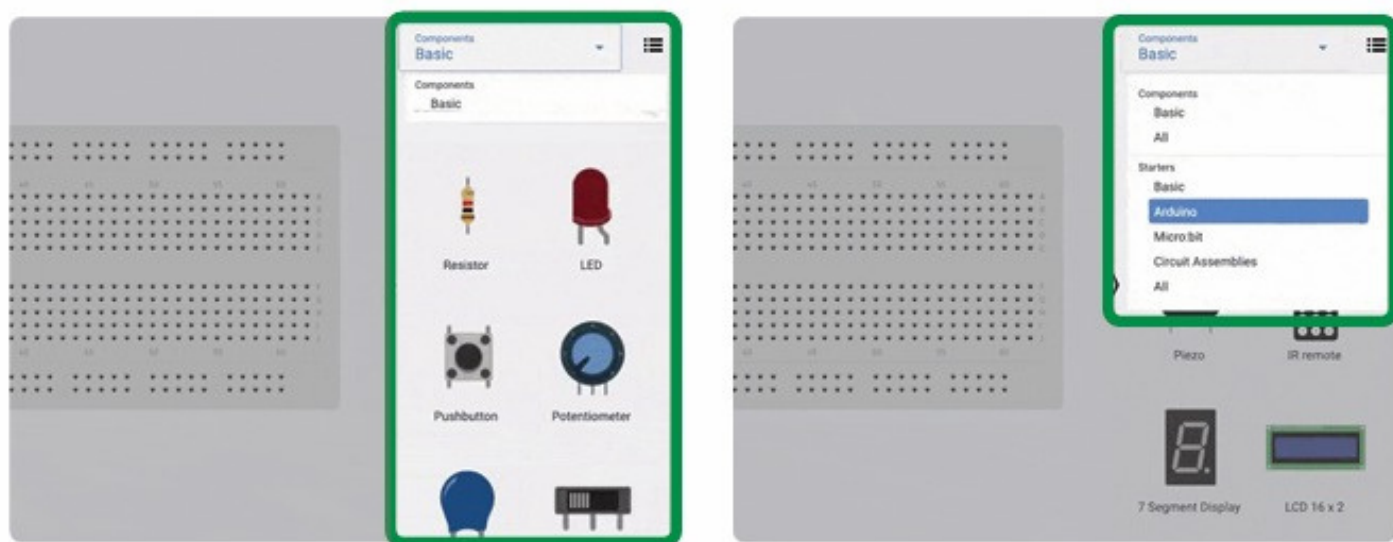 Components
Basic
Components
Basic
Resistor
LED
Pushbutton
Potentiometer
Components
Basic
Components
Basic
All
Starters
Basic
Arduino
Micro:bit
Circuit Assemblies
All
Piezo
IR remote
7 Segment Display
LCD 16 x 2